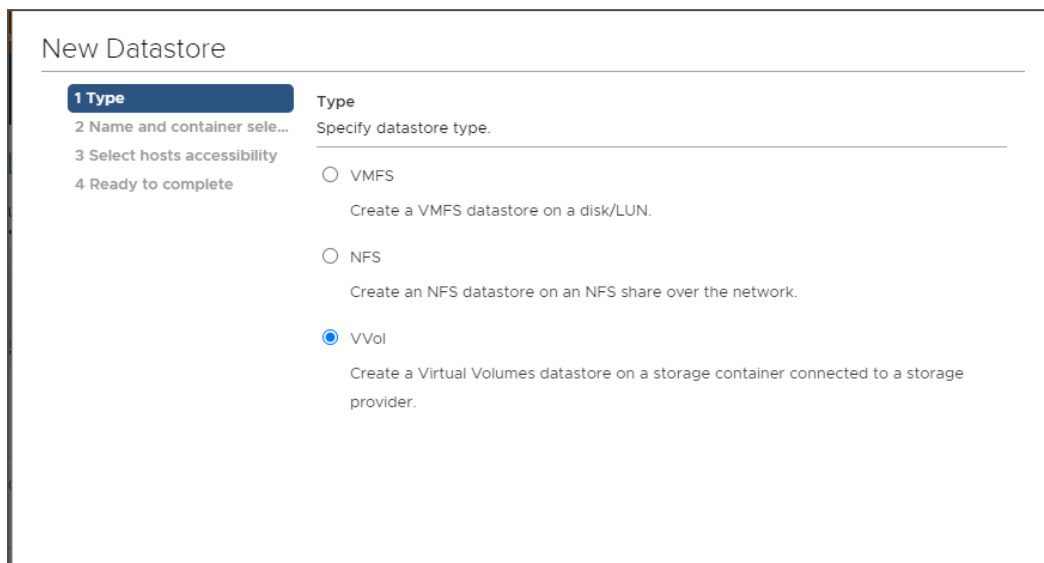 New Datastore
1 Type
2 Name and container sele...
3 Select hosts accessibility
4 Ready to complete
Type
Specify datastore type.
VMFS
Create a VMFS datastore on a disk/LUN.
NFS
Create an NFS datastore on an NFS share over the network.
VVol
Create a Virtual Volumes datastore on a storage container connected to a storage
provider.